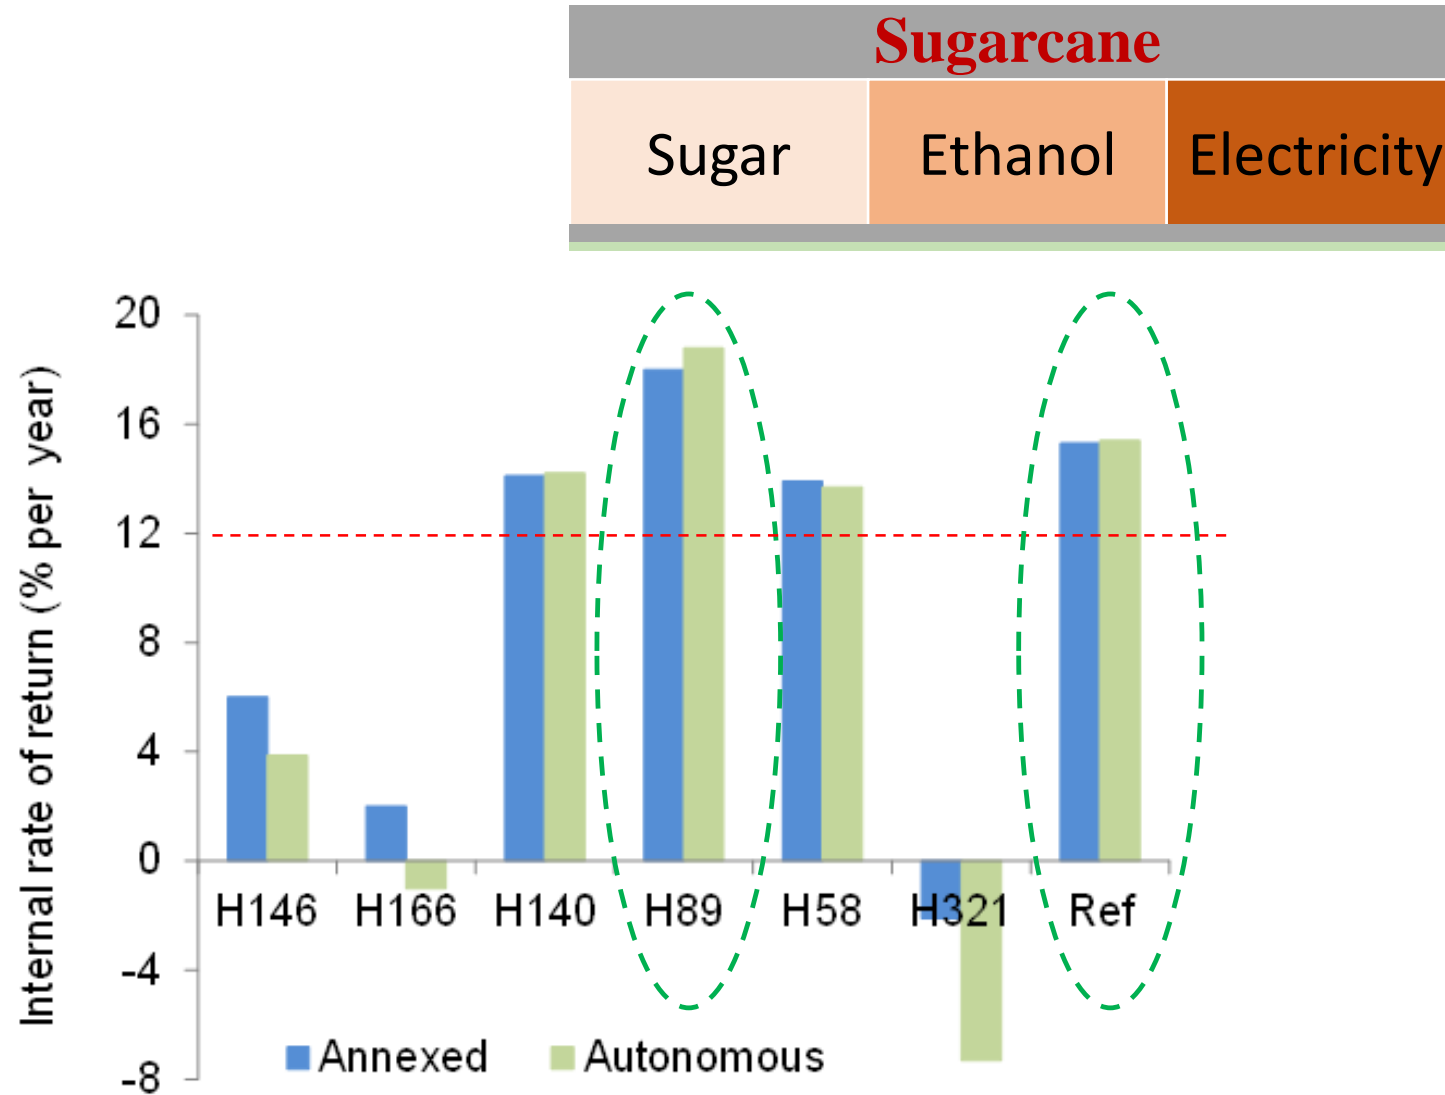 Sugarcane
Sugar Ethanol Electricity
Internal rate of return (% per year)
20
16
12
8
4
0
-4
-8
H146 H166 H140 H89 H58 H321 Ref
Annexed Autonomous